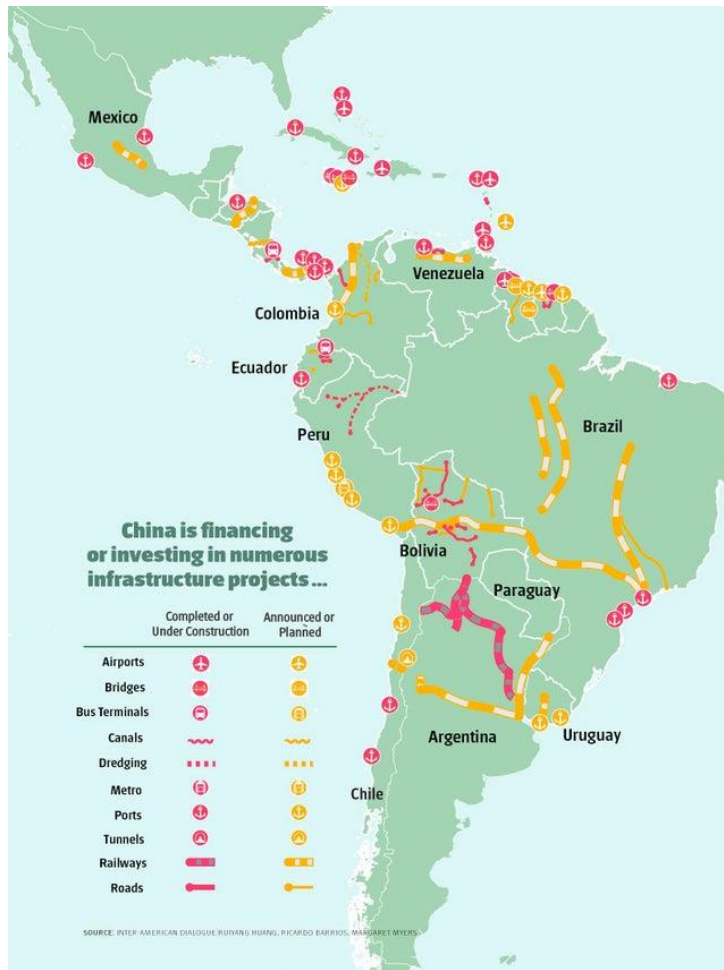 Mexico
Venezuela
Colombia
Ecuador
Peru
Brazil
Bolivia
Paraguay
Argentina
Uruguay
Chile
China is financing
or investing in numerous
infrastructure projects...
Completed or
Under Construction
Announced or
Planned
Airports
Bridges
Bus Terminals
Canals
Dredging
Metro
Ports
Tunnels
Railways
Roads
SOURCE: INTER-AMERICAN DIALOGUE/RUIYANG HUANG, RICARDO BARRIOS, MARGARET MYERS